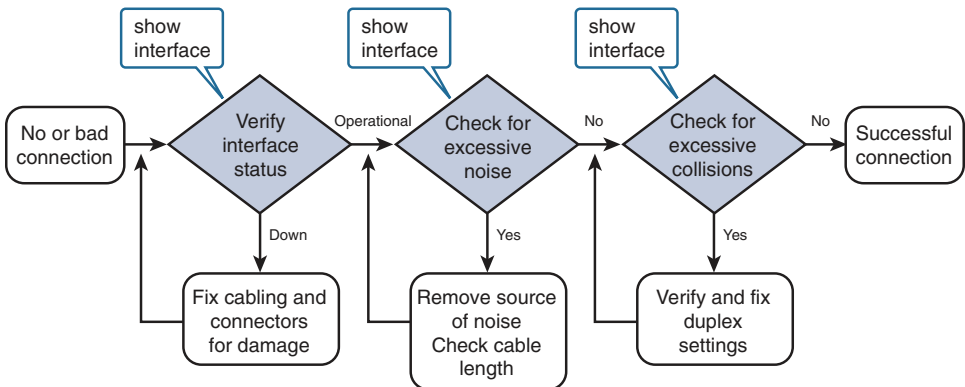 show
interface
show
interface
show
interface
No or bad
connection
Verify
interface
status
Operational
Check for
excessive
noise
No
Check for
excessive
collisions
No
Successful
connection
Down
Yes
Yes
Fix cabling and
connectors
for damage
Remove source
of noise
Check cable
length
Verify and fix
duplex
settings